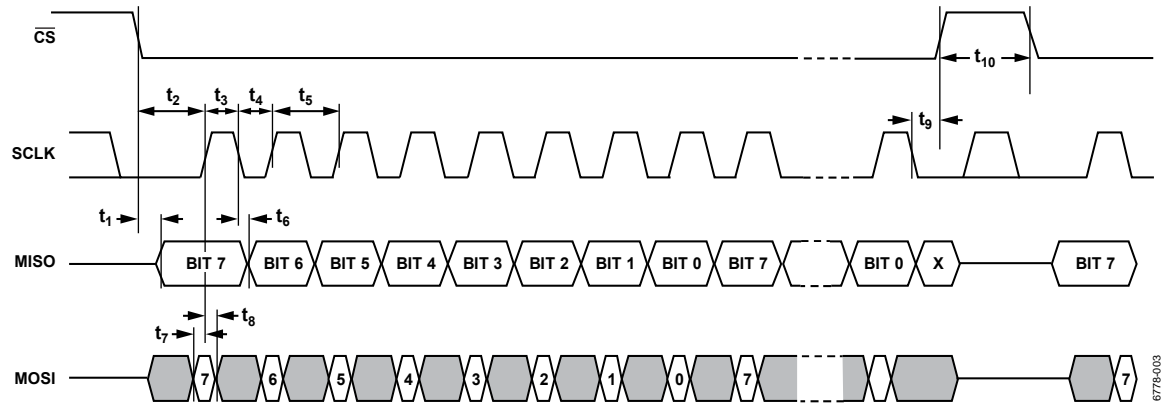 CS
t10
t2 t3 t4 t5
t9
SCLK
t1 t6
MISO BIT 7 BIT 6 BIT 5 BIT 4 BIT 3 BIT 2 BIT 1 BIT 0 BIT 7 BIT 0 X BIT 7
t7 t8
MOSI 7 6 5 4 3 2 1 0 7 7
6778-003